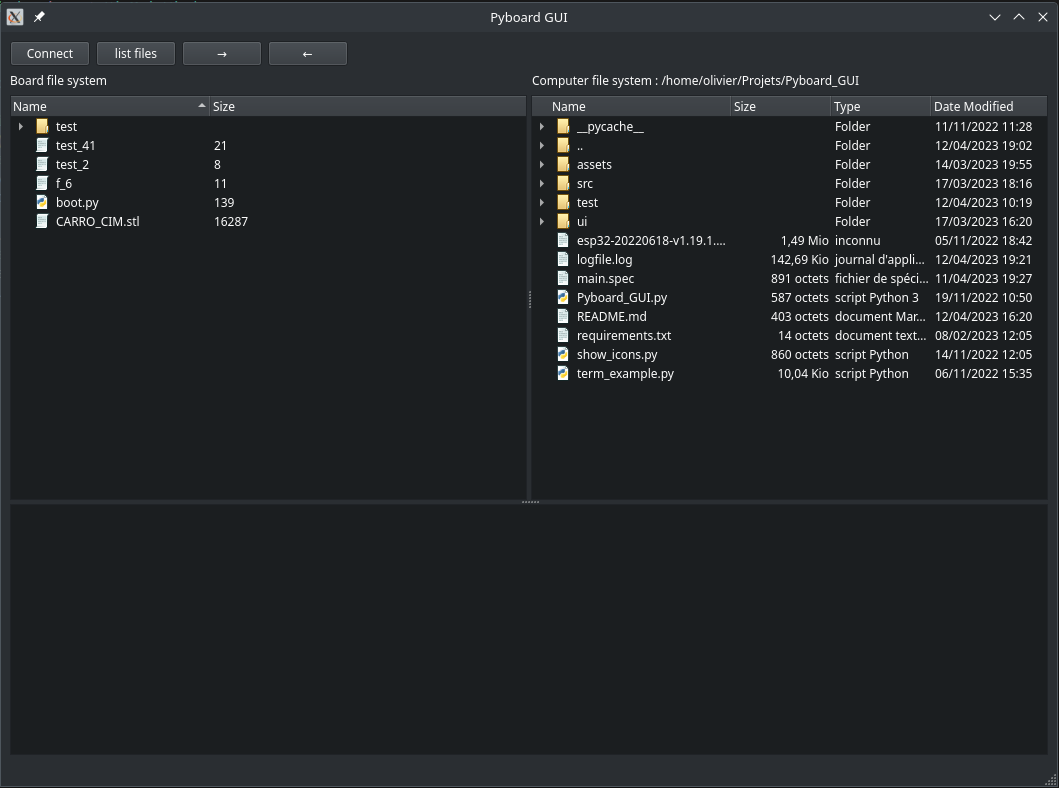 Pyboard GUI
Connect list files → ←
Board file system
Name Size
test
test_41 21
test_2 8
f_6 11
boot.py 139
CARRO_CIM.stl 16287
Computer file system : /home/olivier/Projets/Pyboard_GUI
Name Size Type Date Modified
__pycache__ Folder 11/11/2022 11:28
.. Folder 12/04/2023 19:02
assets Folder 14/03/2023 19:55
src Folder 17/03/2023 18:16
test Folder 12/04/2023 10:19
ui Folder 17/03/2023 16:20
esp32-20220618-v1.19.1.... 1,49 Mio inconnu 05/11/2022 18:42
logfile.log 142,69 Kio journal d'appli... 12/04/2023 19:21
main.spec 891 octets fichier de spéci... 11/04/2023 19:27
Pyboard_GUI.py 587 octets script Python 3 19/11/2022 10:50
README.md 403 octets document Mar... 12/04/2023 16:20
requirements.txt 14 octets document text... 08/02/2023 12:05
show_icons.py 860 octets script Python 14/11/2022 12:05
term_example.py 10,04 Kio script Python 06/11/2022 15:35